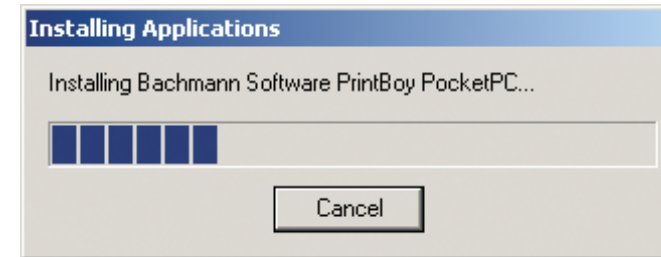 Installing Applications
Installing Bachmann Software PrintBoy PocketPC...
Cancel